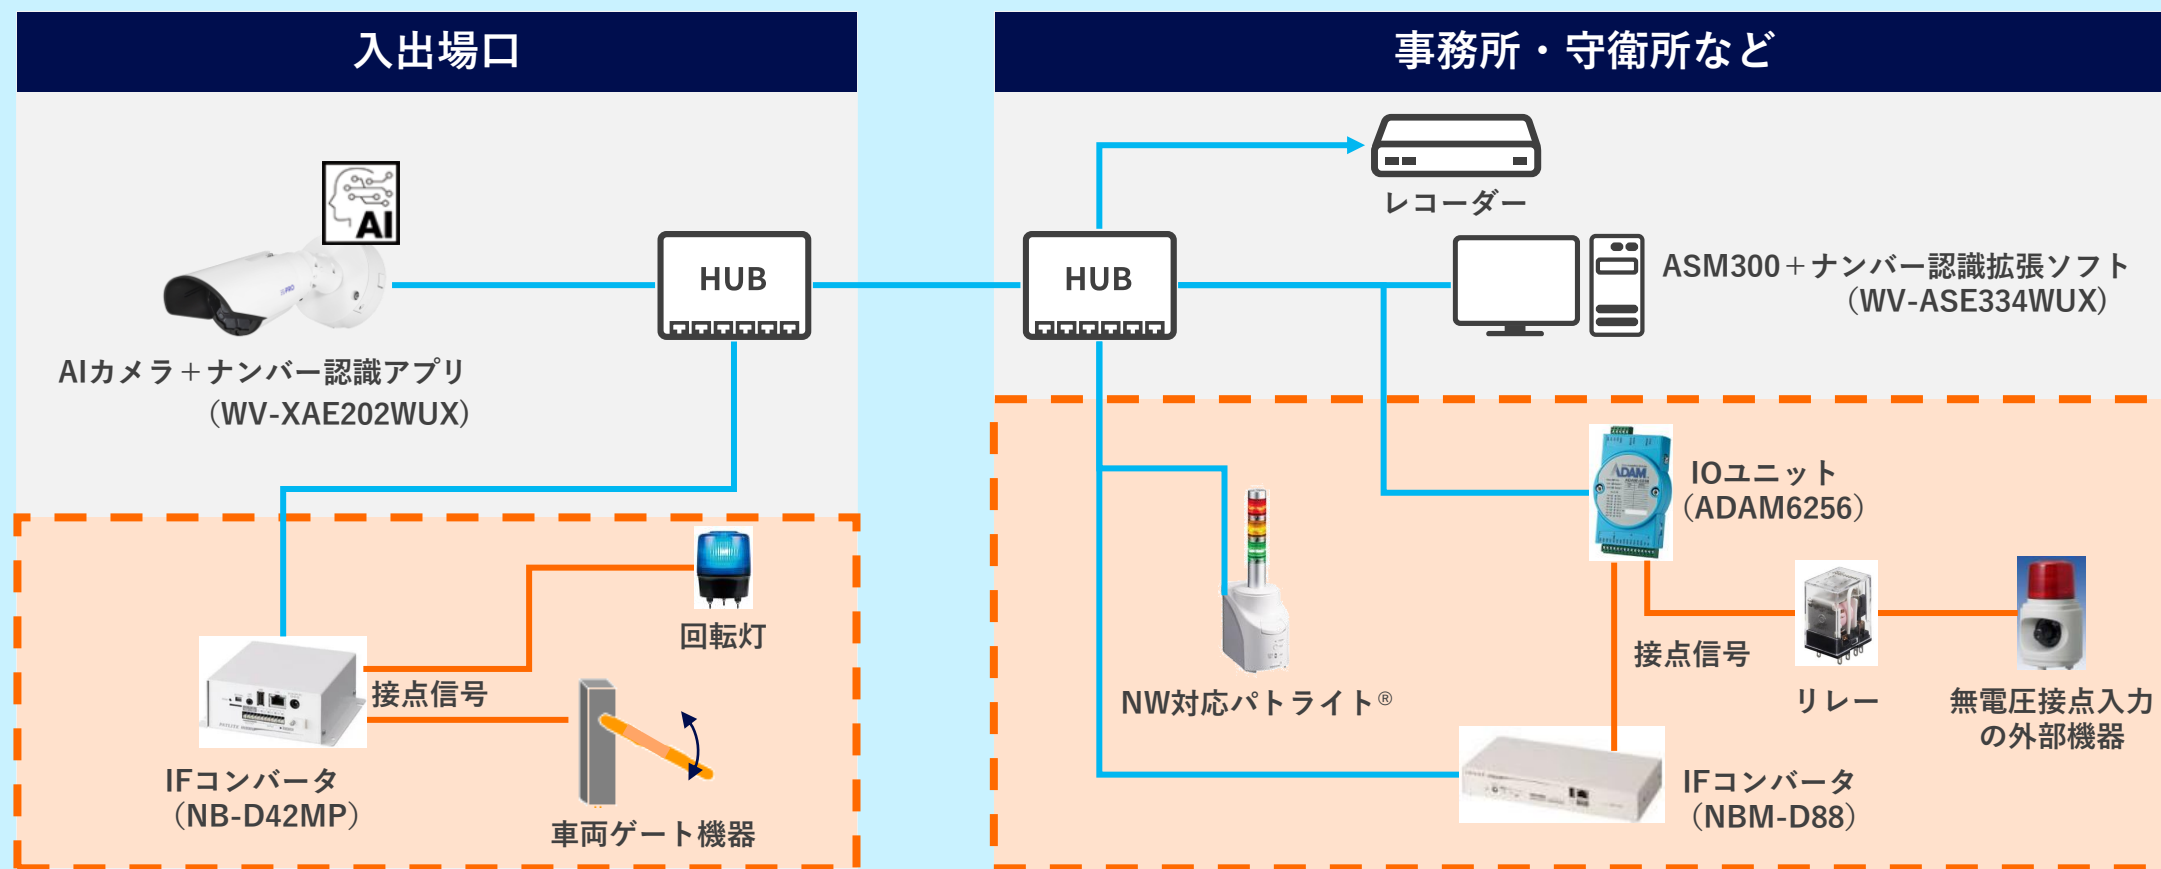 入出場口
事務所・守衛所など
AI
レコーダー
HUB
HUB
ASM300＋ナンバー認識拡張ソフト
（WV-ASE334WUX）
AIカメラ＋ナンバー認識アプリ
（WV-XAE202WUX）
ADAM
IOユニット
（ADAM6256）
回転灯
接点信号
接点信号
リレー
無電圧接点入力
の外部機器
NW対応パトライト®
IFコンバータ
（NB-D42MP）
車両ゲート機器
IFコンバータ
（NBM-D88）